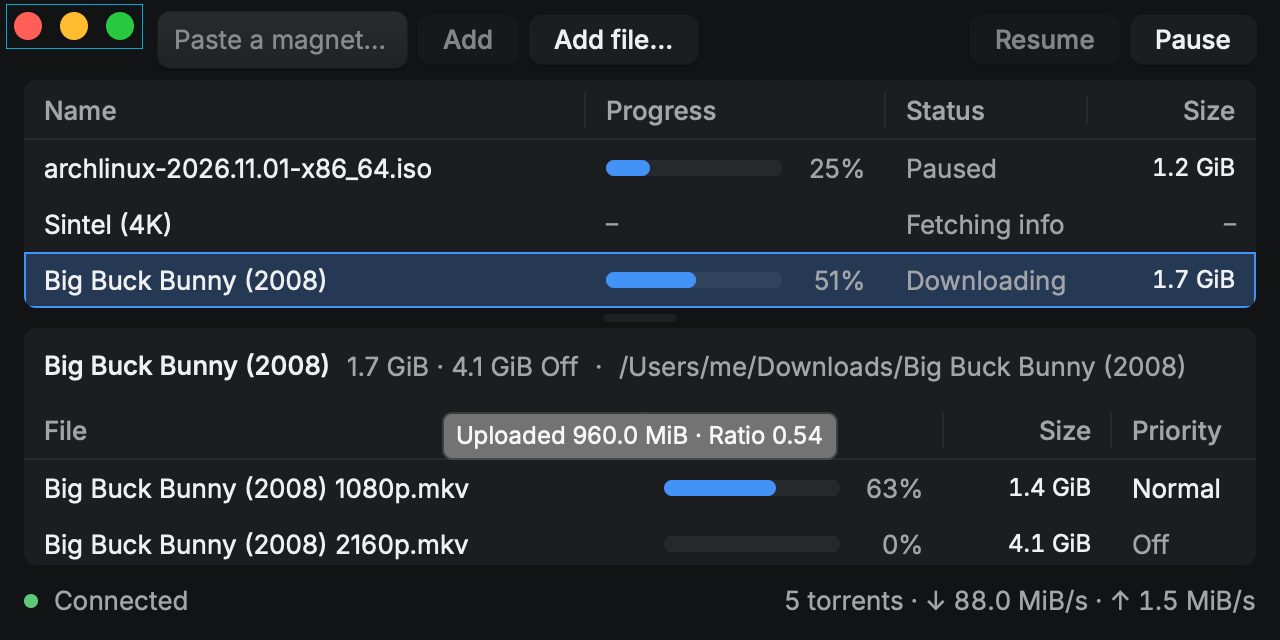 Paste a magnet... Add Add file... Resume Pause
Name Progress Status Size
archlinux-2026.11.01-x86_64.iso 25% Paused 1.2 GiB
Sintel (4K) – Fetching info –
Big Buck Bunny (2008) 51% Downloading 1.7 GiB
Big Buck Bunny (2008) 1.7 GiB · 4.1 GiB Off · /Users/me/Downloads/Big Buck Bunny (2008)
File Size Priority
Uploaded 960.0 MiB · Ratio 0.54
Big Buck Bunny (2008) 1080p.mkv 63% 1.4 GiB Normal
Big Buck Bunny (2008) 2160p.mkv 0% 4.1 GiB Off
Connected 5 torrents · ↓ 88.0 MiB/s · ↑ 1.5 MiB/s